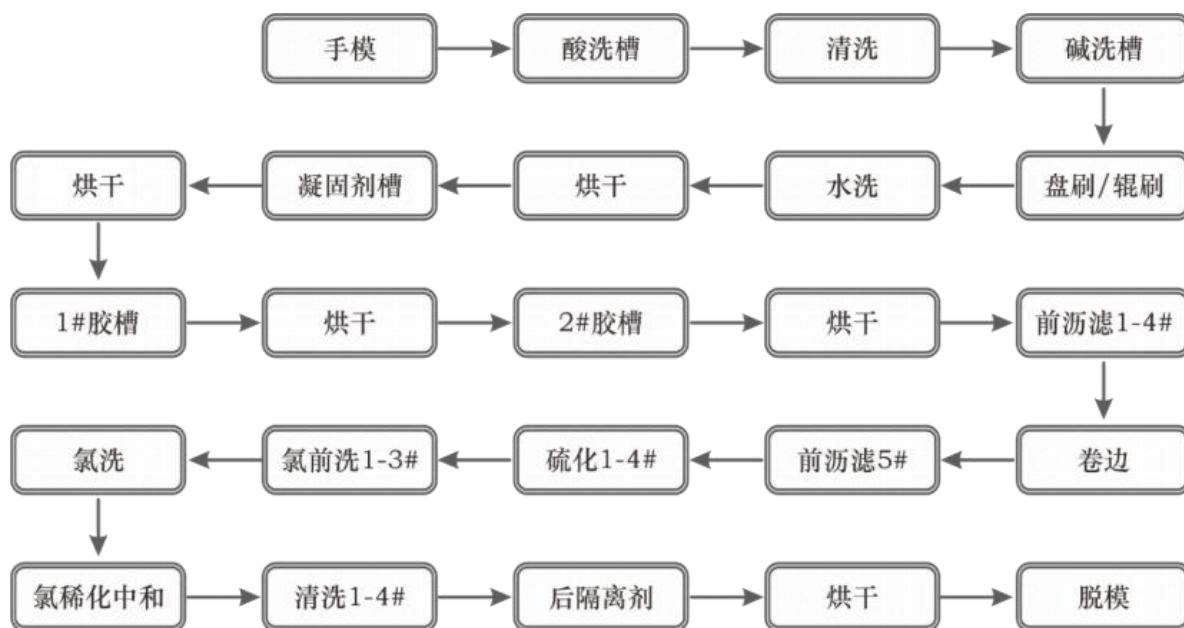 手模
酸洗槽
清洗
碱洗槽
盘刷/辊刷
水洗
烘干
凝固剂槽
烘干
1#胶槽
烘干
2#胶槽
烘干
前沥滤1-4#
卷边
前沥滤5#
硫化1-4#
氯前洗1-3#
氯洗
氯稀化中和
清洗1-4#
后隔离剂
烘干
脱模